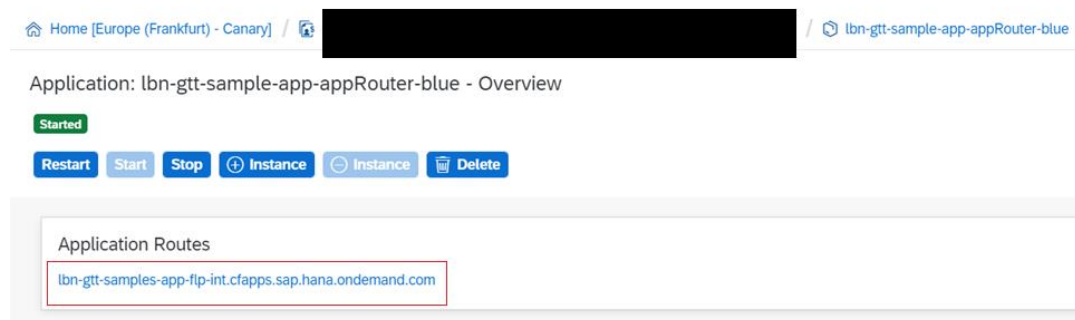 Home [Europe (Frankfurt) - Canary] / / lbn-gtt-sample-app-appRouter-blue
Application: lbn-gtt-sample-app-appRouter-blue - Overview
Started
Restart Start Stop Instance Instance Delete
Application Routes
lbn-gtt-samples-app-flp-int.cfapps.sap.hana.ondemand.com